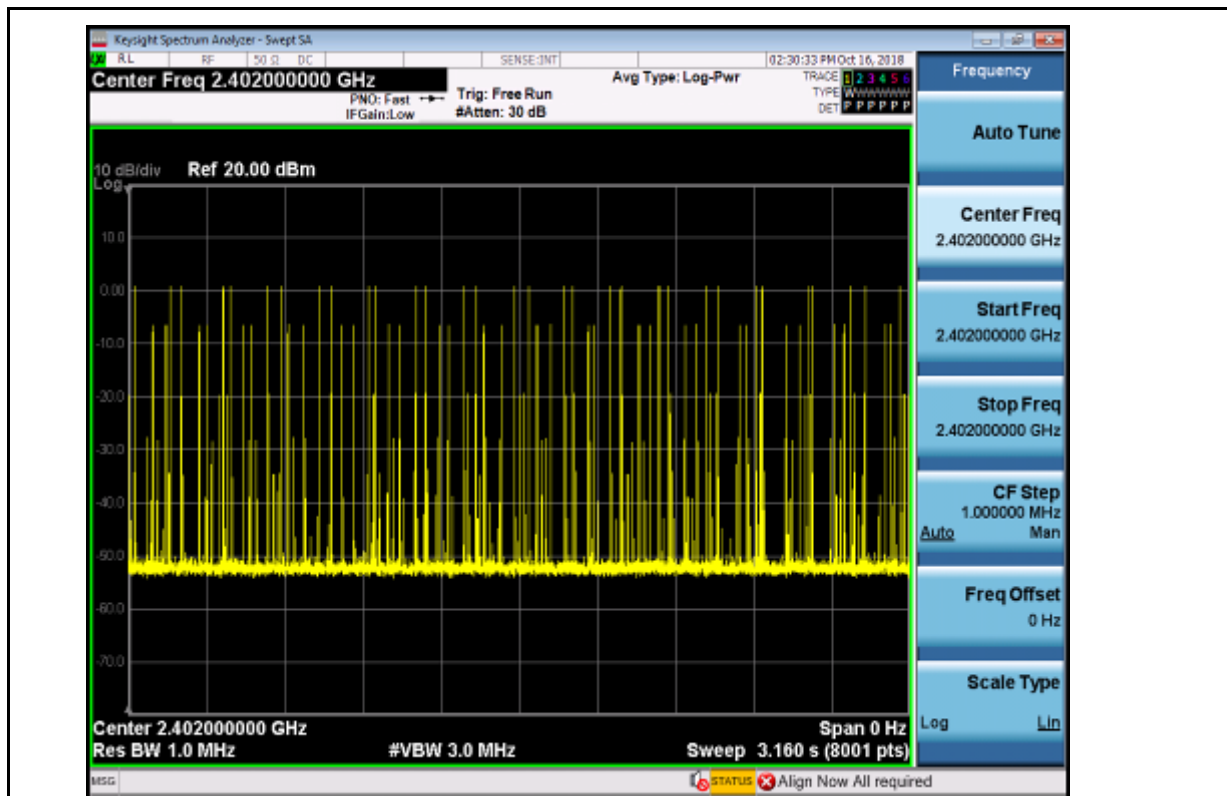 Keysight Spectrum Analyzer - Swept SA
RL RF 50 Ω DC SENSE:INT 02:30:33 PM Oct 16, 2018
Center Freq 2.402000000 GHz
PNO: Fast
IFGain:Low
Trig: Free Run
#Atten: 30 dB
Avg Type: Log-Pwr
TRACE 1 2 3 4 5 6
TYPE
DET P P P P P P
10 dB/div Ref 20.00 dBm
Log
10.0
0.00
-10.0
-20.0
-30.0
-40.0
-50.0
-60.0
-70.0
Center 2.402000000 GHz Span 0 Hz
Res BW 1.0 MHz #VBW 3.0 MHz Sweep 3.160 s (8001 pts)
MSG STATUS Align Now All required
Frequency
Auto Tune
Center Freq
2.402000000 GHz
Start Freq
2.402000000 GHz
Stop Freq
2.402000000 GHz
CF Step
1.000000 MHz
Auto Man
Freq Offset
0 Hz
Scale Type
Log Lin